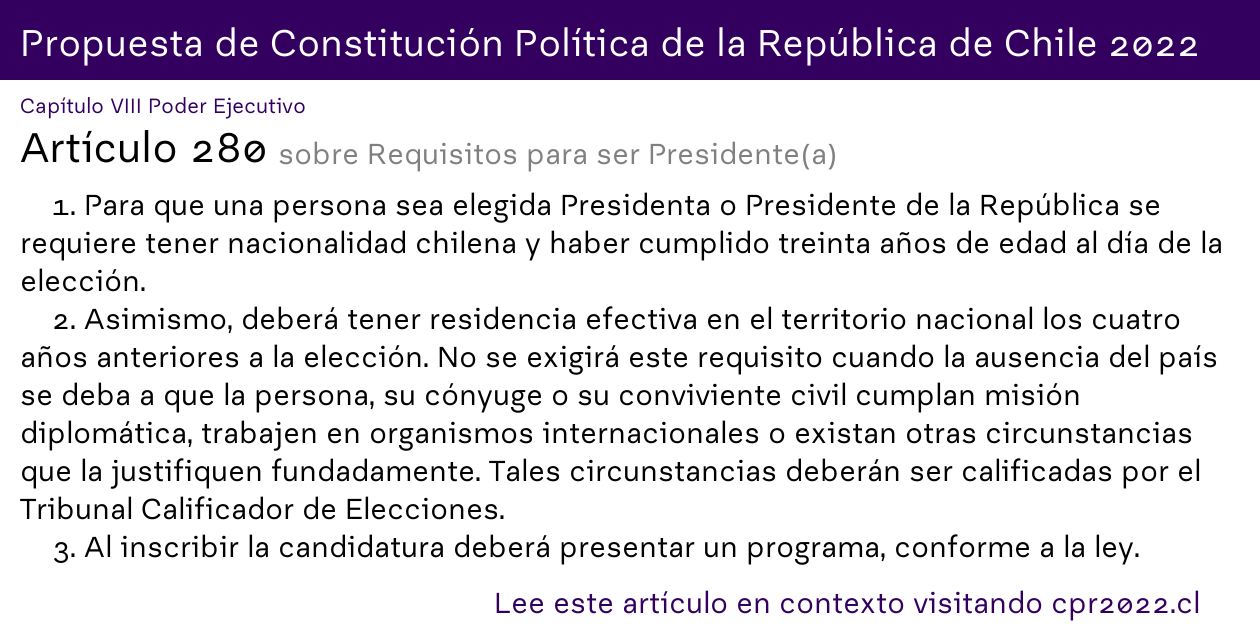 Propuesta de Constitución Política de la República de Chile 2022
Capítulo VIII Poder Ejecutivo
Artículo 280 sobre Requisitos para ser Presidente(a)
1. Para que una persona sea elegida Presidenta o Presidente de la República se
requiere tener nacionalidad chilena y haber cumplido treinta años de edad al día de la
elección.
2. Asimismo, deberá tener residencia efectiva en el territorio nacional los cuatro
años anteriores a la elección. No se exigirá este requisito cuando la ausencia del país
se deba a que la persona, su cónyuge o su conviviente civil cumplan misión
diplomática, trabajen en organismos internacionales o existan otras circunstancias
que la justifiquen fundadamente. Tales circunstancias deberán ser calificadas por el
Tribunal Calificador de Elecciones.
3. Al inscribir la candidatura deberá presentar un programa, conforme a la ley.
Lee este artículo en contexto visitando cpr2022.cl